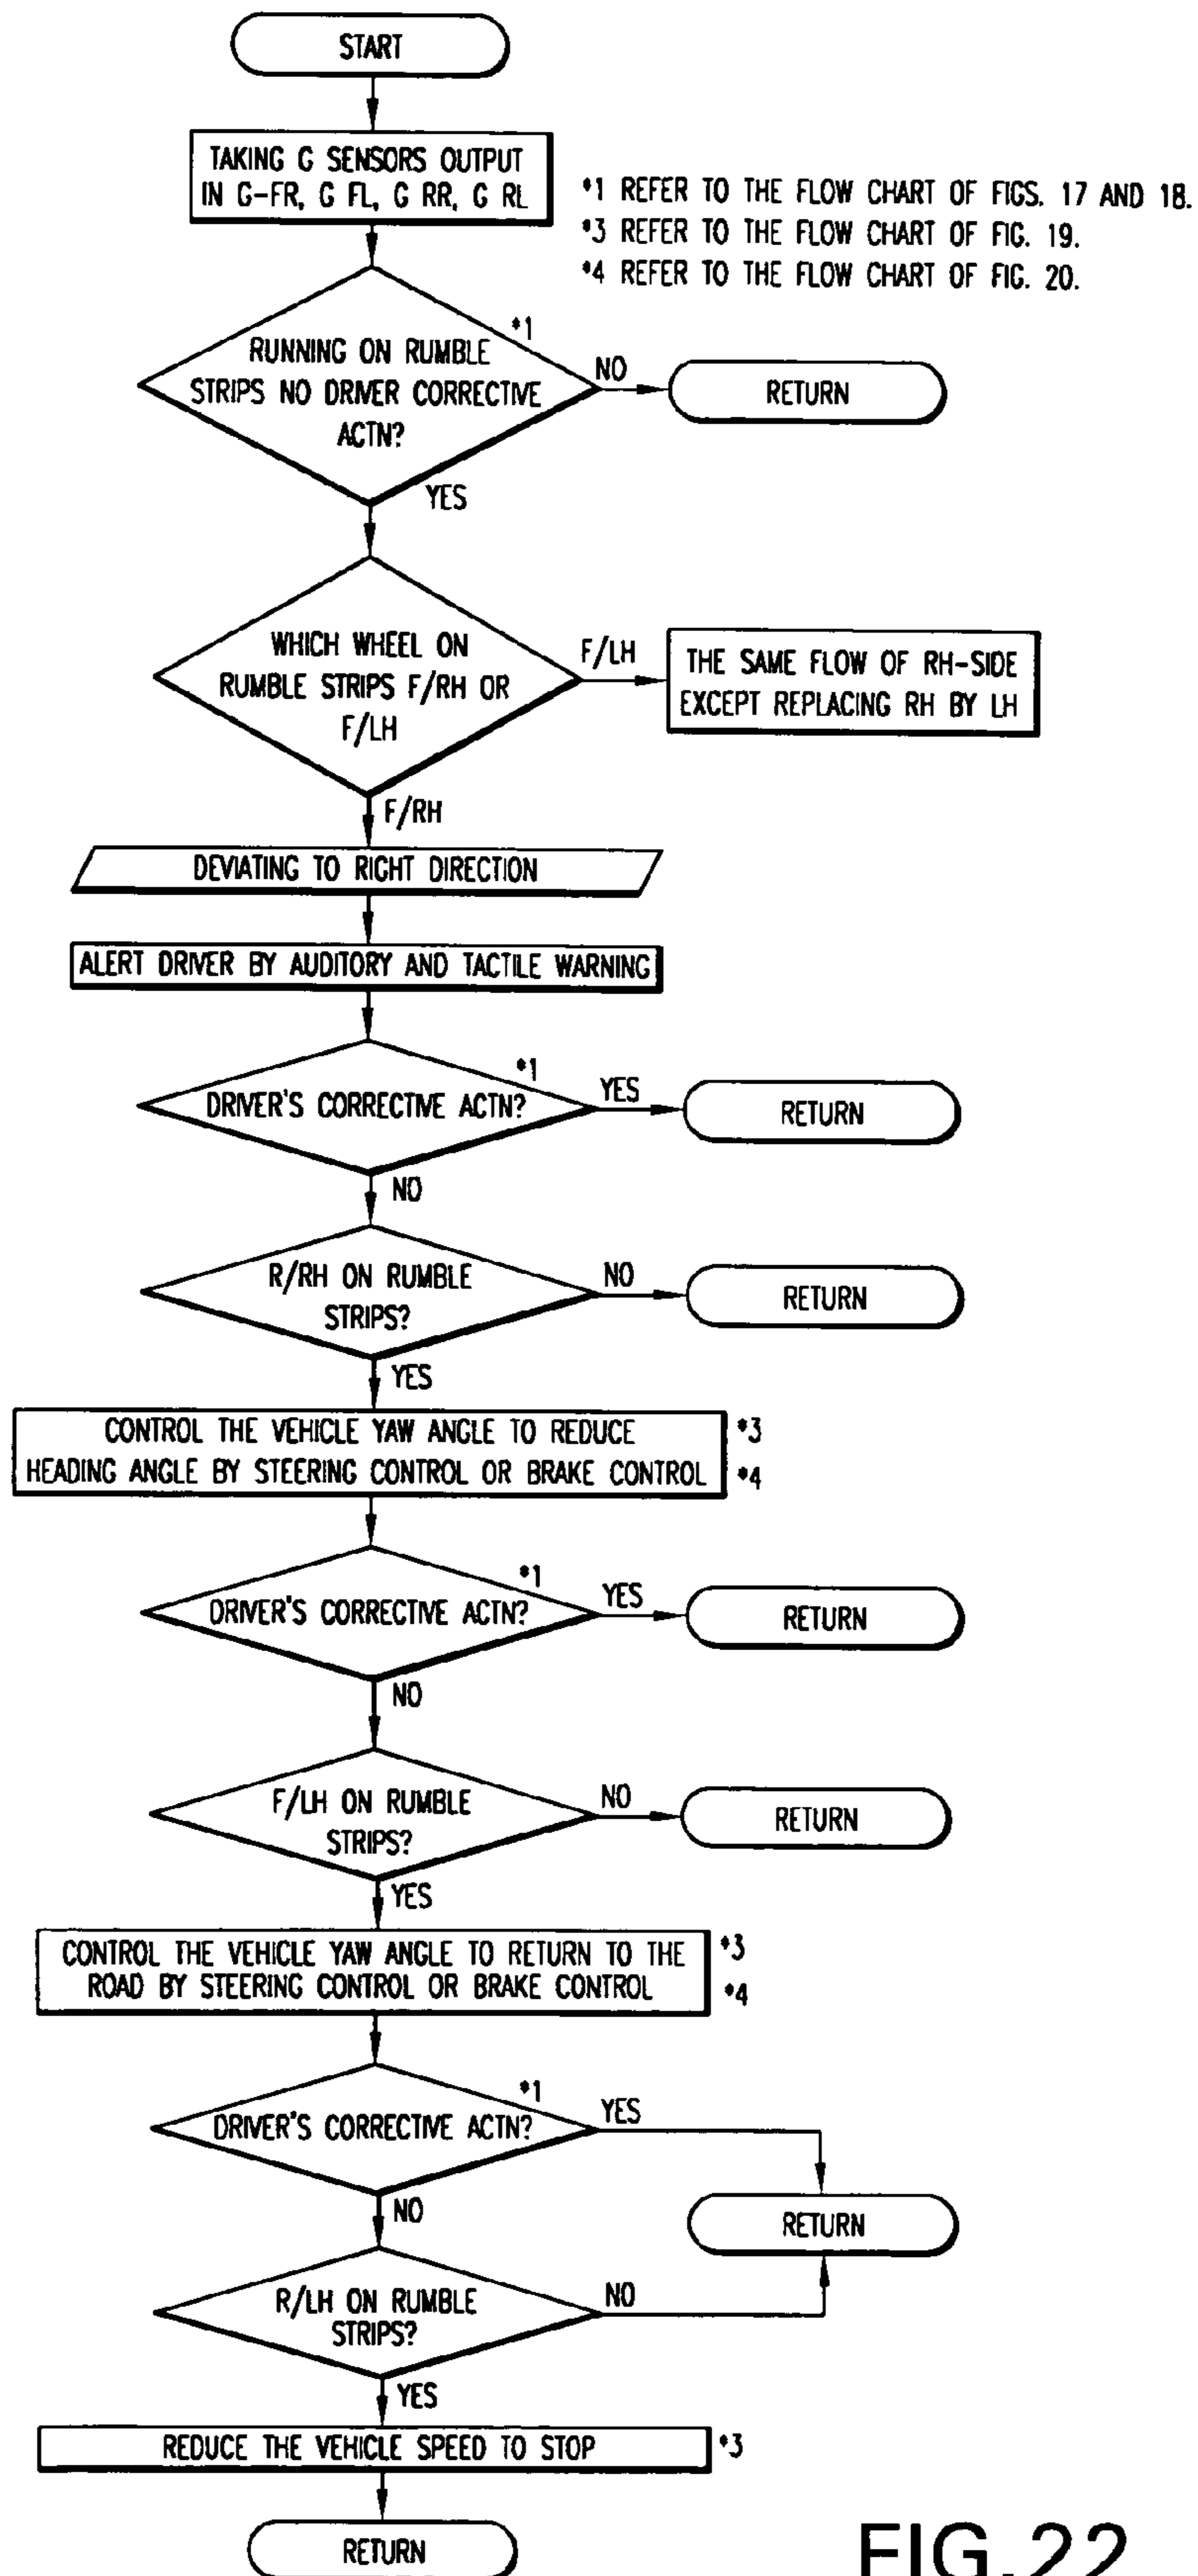 START
TAKING G SENSORS OUTPUT
IN G-FR, G FL, G RR, G RL
*1 REFER TO THE FLOW CHART OF FIGS. 17 AND 18.
*3 REFER TO THE FLOW CHART OF FIG. 19.
*4 REFER TO THE FLOW CHART OF FIG. 20.
*1
RUNNING ON RUMBLE
STRIPS NO DRIVER CORRECTIVE
ACTN?
NO
RETURN
YES
WHICH WHEEL ON
RUMBLE STRIPS F/RH OR
F/LH
F/LH
THE SAME FLOW OF RH-SIDE
EXCEPT REPLACING RH BY LH
F/RH
DEVIATING TO RIGHT DIRECTION
ALERT DRIVER BY AUDITORY AND TACTILE WARNING
*1
DRIVER'S CORRECTIVE ACTN?
YES
RETURN
NO
R/RH ON RUMBLE
STRIPS?
NO
RETURN
YES
CONTROL THE VEHICLE YAW ANGLE TO REDUCE
HEADING ANGLE BY STEERING CONTROL OR BRAKE CONTROL
*3
*4
*1
DRIVER'S CORRECTIVE ACTN?
YES
RETURN
NO
F/LH ON RUMBLE
STRIPS?
NO
RETURN
YES
CONTROL THE VEHICLE YAW ANGLE TO RETURN TO THE
ROAD BY STEERING CONTROL OR BRAKE CONTROL
*3
*4
*1
DRIVER'S CORRECTIVE ACTN?
YES
RETURN
NO
R/LH ON RUMBLE
STRIPS?
NO
YES
REDUCE THE VEHICLE SPEED TO STOP
*3
RETURN
FIG.22